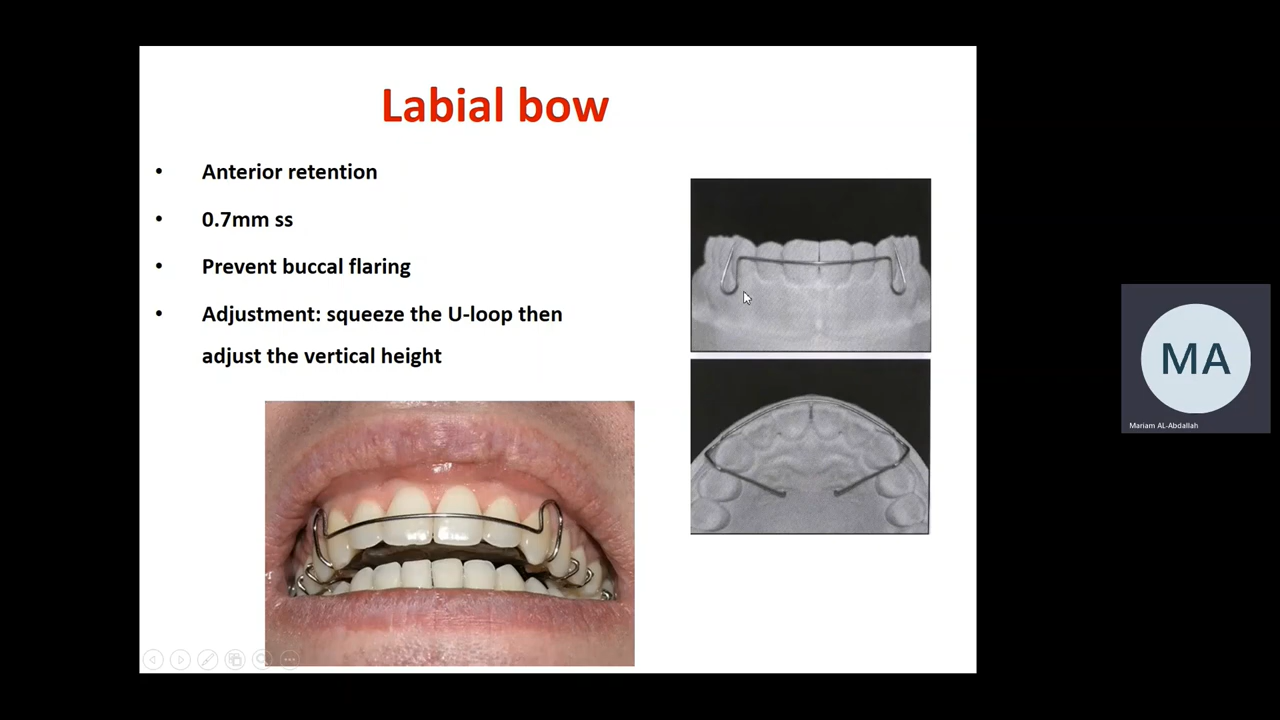 Labial bow
• Anterior retention
• 0.7mm ss
• Prevent buccal flaring
• Adjustment: squeeze the U-loop then
adjust the vertical height
MA
Mariam AL-Abdallah